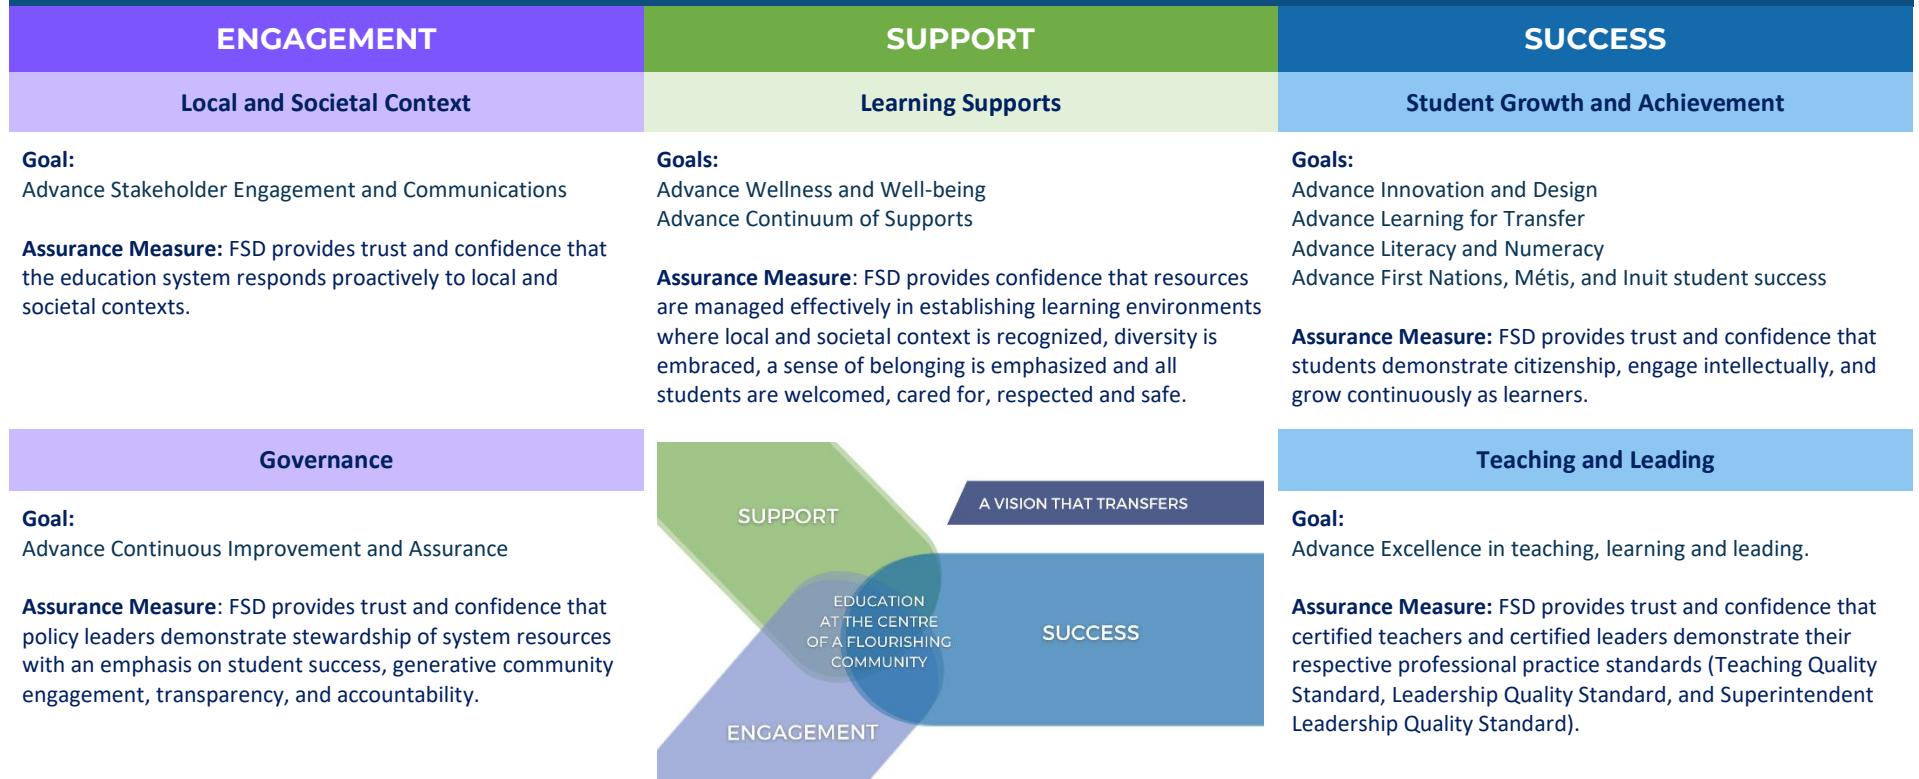 ENGAGEMENT
Local and Societal Context
Goal:
Advance Stakeholder Engagement and Communications
Assurance Measure: FSD provides trust and confidence that
the education system responds proactively to local and
societal contexts.
Governance
Goal:
Advance Continuous Improvement and Assurance
Assurance Measure: FSD provides trust and confidence that
policy leaders demonstrate stewardship of system resources
with an emphasis on student success, generative community
engagement, transparency, and accountability.
SUPPORT
Learning Supports
Goals:
Advance Wellness and Well-being
Advance Continuum of Supports
Assurance Measure: FSD provides confidence that resources
are managed effectively in establishing learning environments
where local and societal context is recognized, diversity is
embraced, a sense of belonging is emphasized and all
students are welcomed, cared for, respected and safe.
SUPPORT
A VISION THAT TRANSFERS
EDUCATION
AT THE CENTRE
OF A FLOURISHING
COMMUNITY
SUCCESS
ENGAGEMENT
SUCCESS
Student Growth and Achievement
Goals:
Advance Innovation and Design
Advance Learning for Transfer
Advance Literacy and Numeracy
Advance First Nations, Métis, and Inuit student success
Assurance Measure: FSD provides trust and confidence that
students demonstrate citizenship, engage intellectually, and
grow continuously as learners.
Teaching and Leading
Goal:
Advance Excellence in teaching, learning and leading.
Assurance Measure: FSD provides trust and confidence that
certified teachers and certified leaders demonstrate their
respective professional practice standards (Teaching Quality
Standard, Leadership Quality Standard, and Superintendent
Leadership Quality Standard).